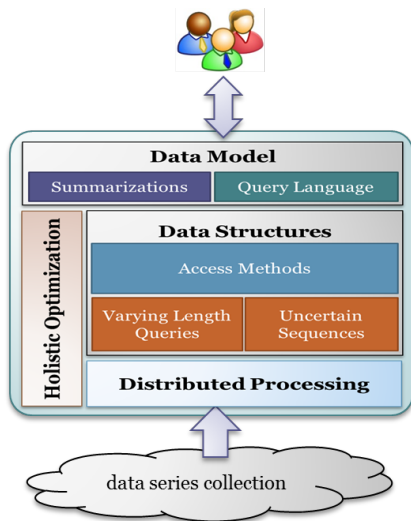 Data Model
Summarizations
Query Language
Holistic Optimization
Data Structures
Access Methods
Varying Length
Queries
Uncertain
Sequences
Distributed Processing
data series collection